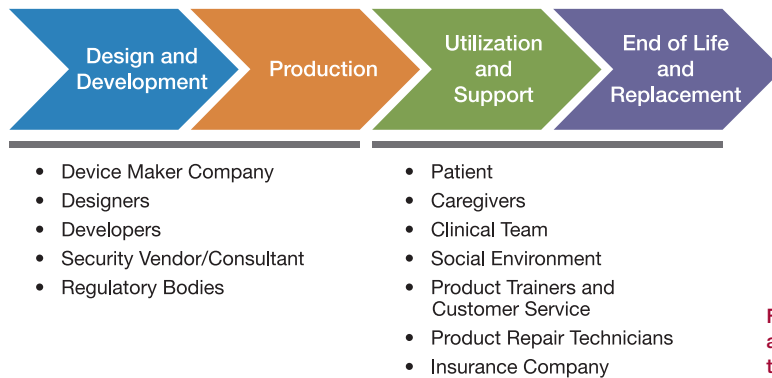 Design and
Development
Production
Utilization
and
Support
End of Life
and
Replacement
• Device Maker Company
• Designers
• Developers
• Security Vendor/Consultant
• Regulatory Bodies
• Patient
• Caregivers
• Clinical Team
• Social Environment
• Product Trainers and
Customer Service
• Product Repair Technicians
• Insurance Company